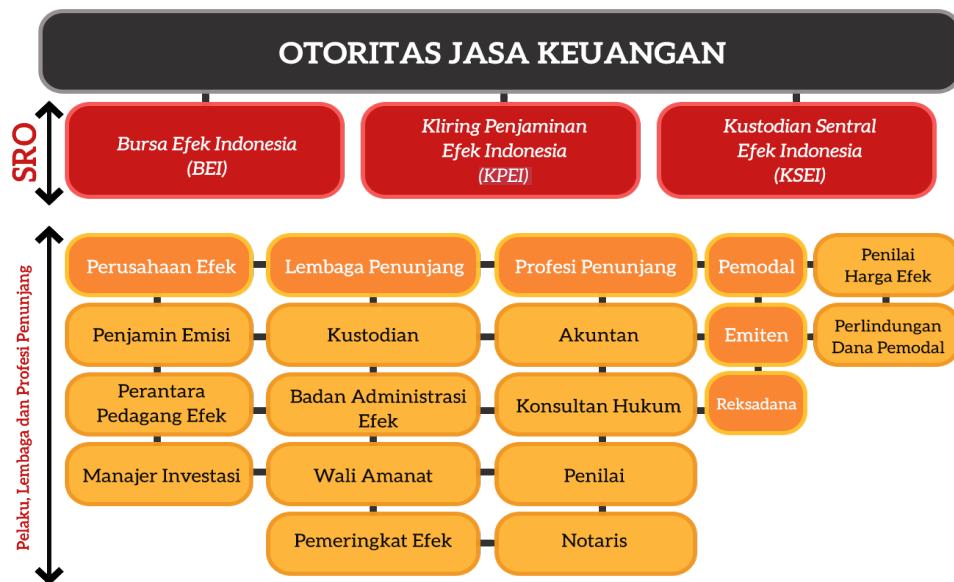 OTORITAS JASA KEUANGAN
SRO
Bursa Efek Indonesia
(BEI)
Kliring Penjaminan
Efek Indonesia
(KPEI)
Kustodian Sentral
Efek Indonesia
(KSEI)
Pelaku, Lembaga dan Profesi Penunjang
Perusahaan Efek
Lembaga Penunjang
Profesi Penunjang
Pemodal
Penilai
Harga Efek
Penjamin Emisi
Kustodian
Akuntan
Emiten
Perlindungan
Dana Pemodal
Perantara
Pedagang Efek
Badan Administrasi
Efek
Konsultan Hukum
Reksadana
Manajer Investasi
Wali Amanat
Penilai
Pemeringkat Efek
Notaris